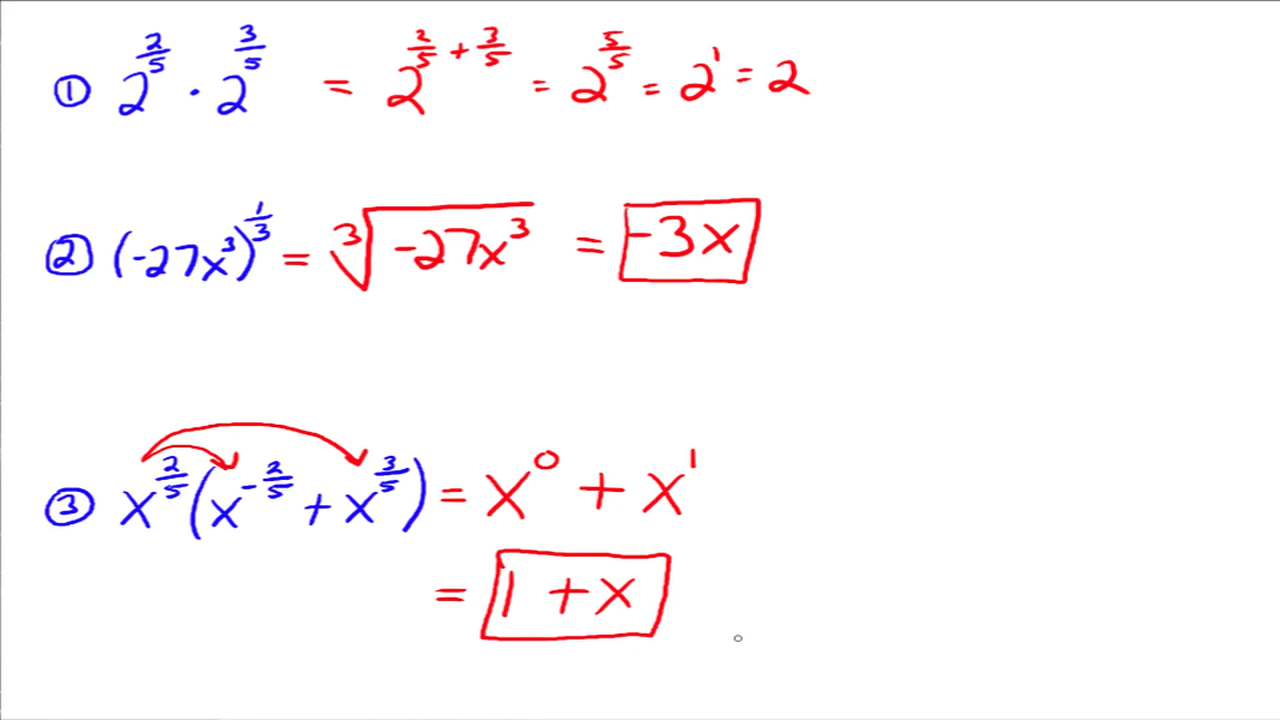 ① 2^(2/5) · 2^(3/5) = 2^(2/5 + 3/5) = 2^(5/5) = 2^1 = 2
② (-27x^3)^(1/3) = ∛(-27x^3) = -3x
③ x^(2/5)(x^(-2/5) + x^(3/5)) = x^0 + x^1
= 1 + x